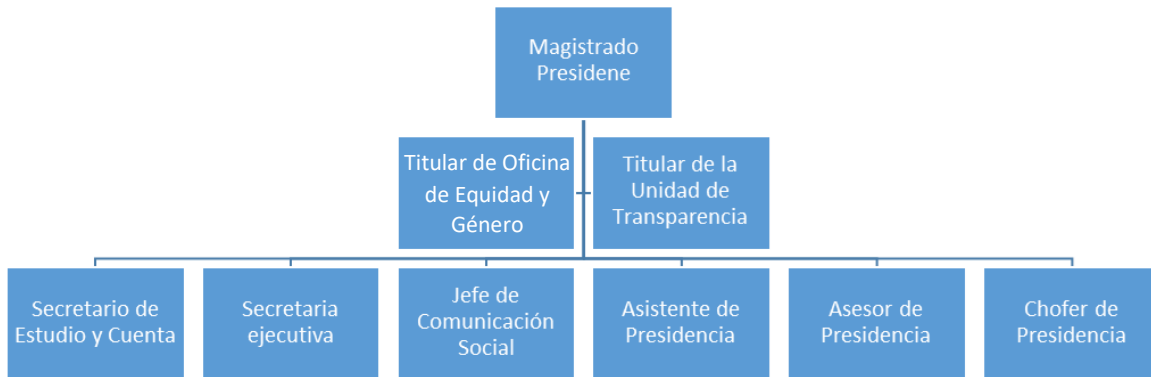 Magistrado
Presidene
Titular de Oficina
de Equidad y
Género
Titular de la
Unidad de
Transparencia
Secretario de
Estudio y Cuenta
Secretaria
ejecutiva
Jefe de
Comunicación
Social
Asistente de
Presidencia
Asesor de
Presidencia
Chofer de
Presidencia